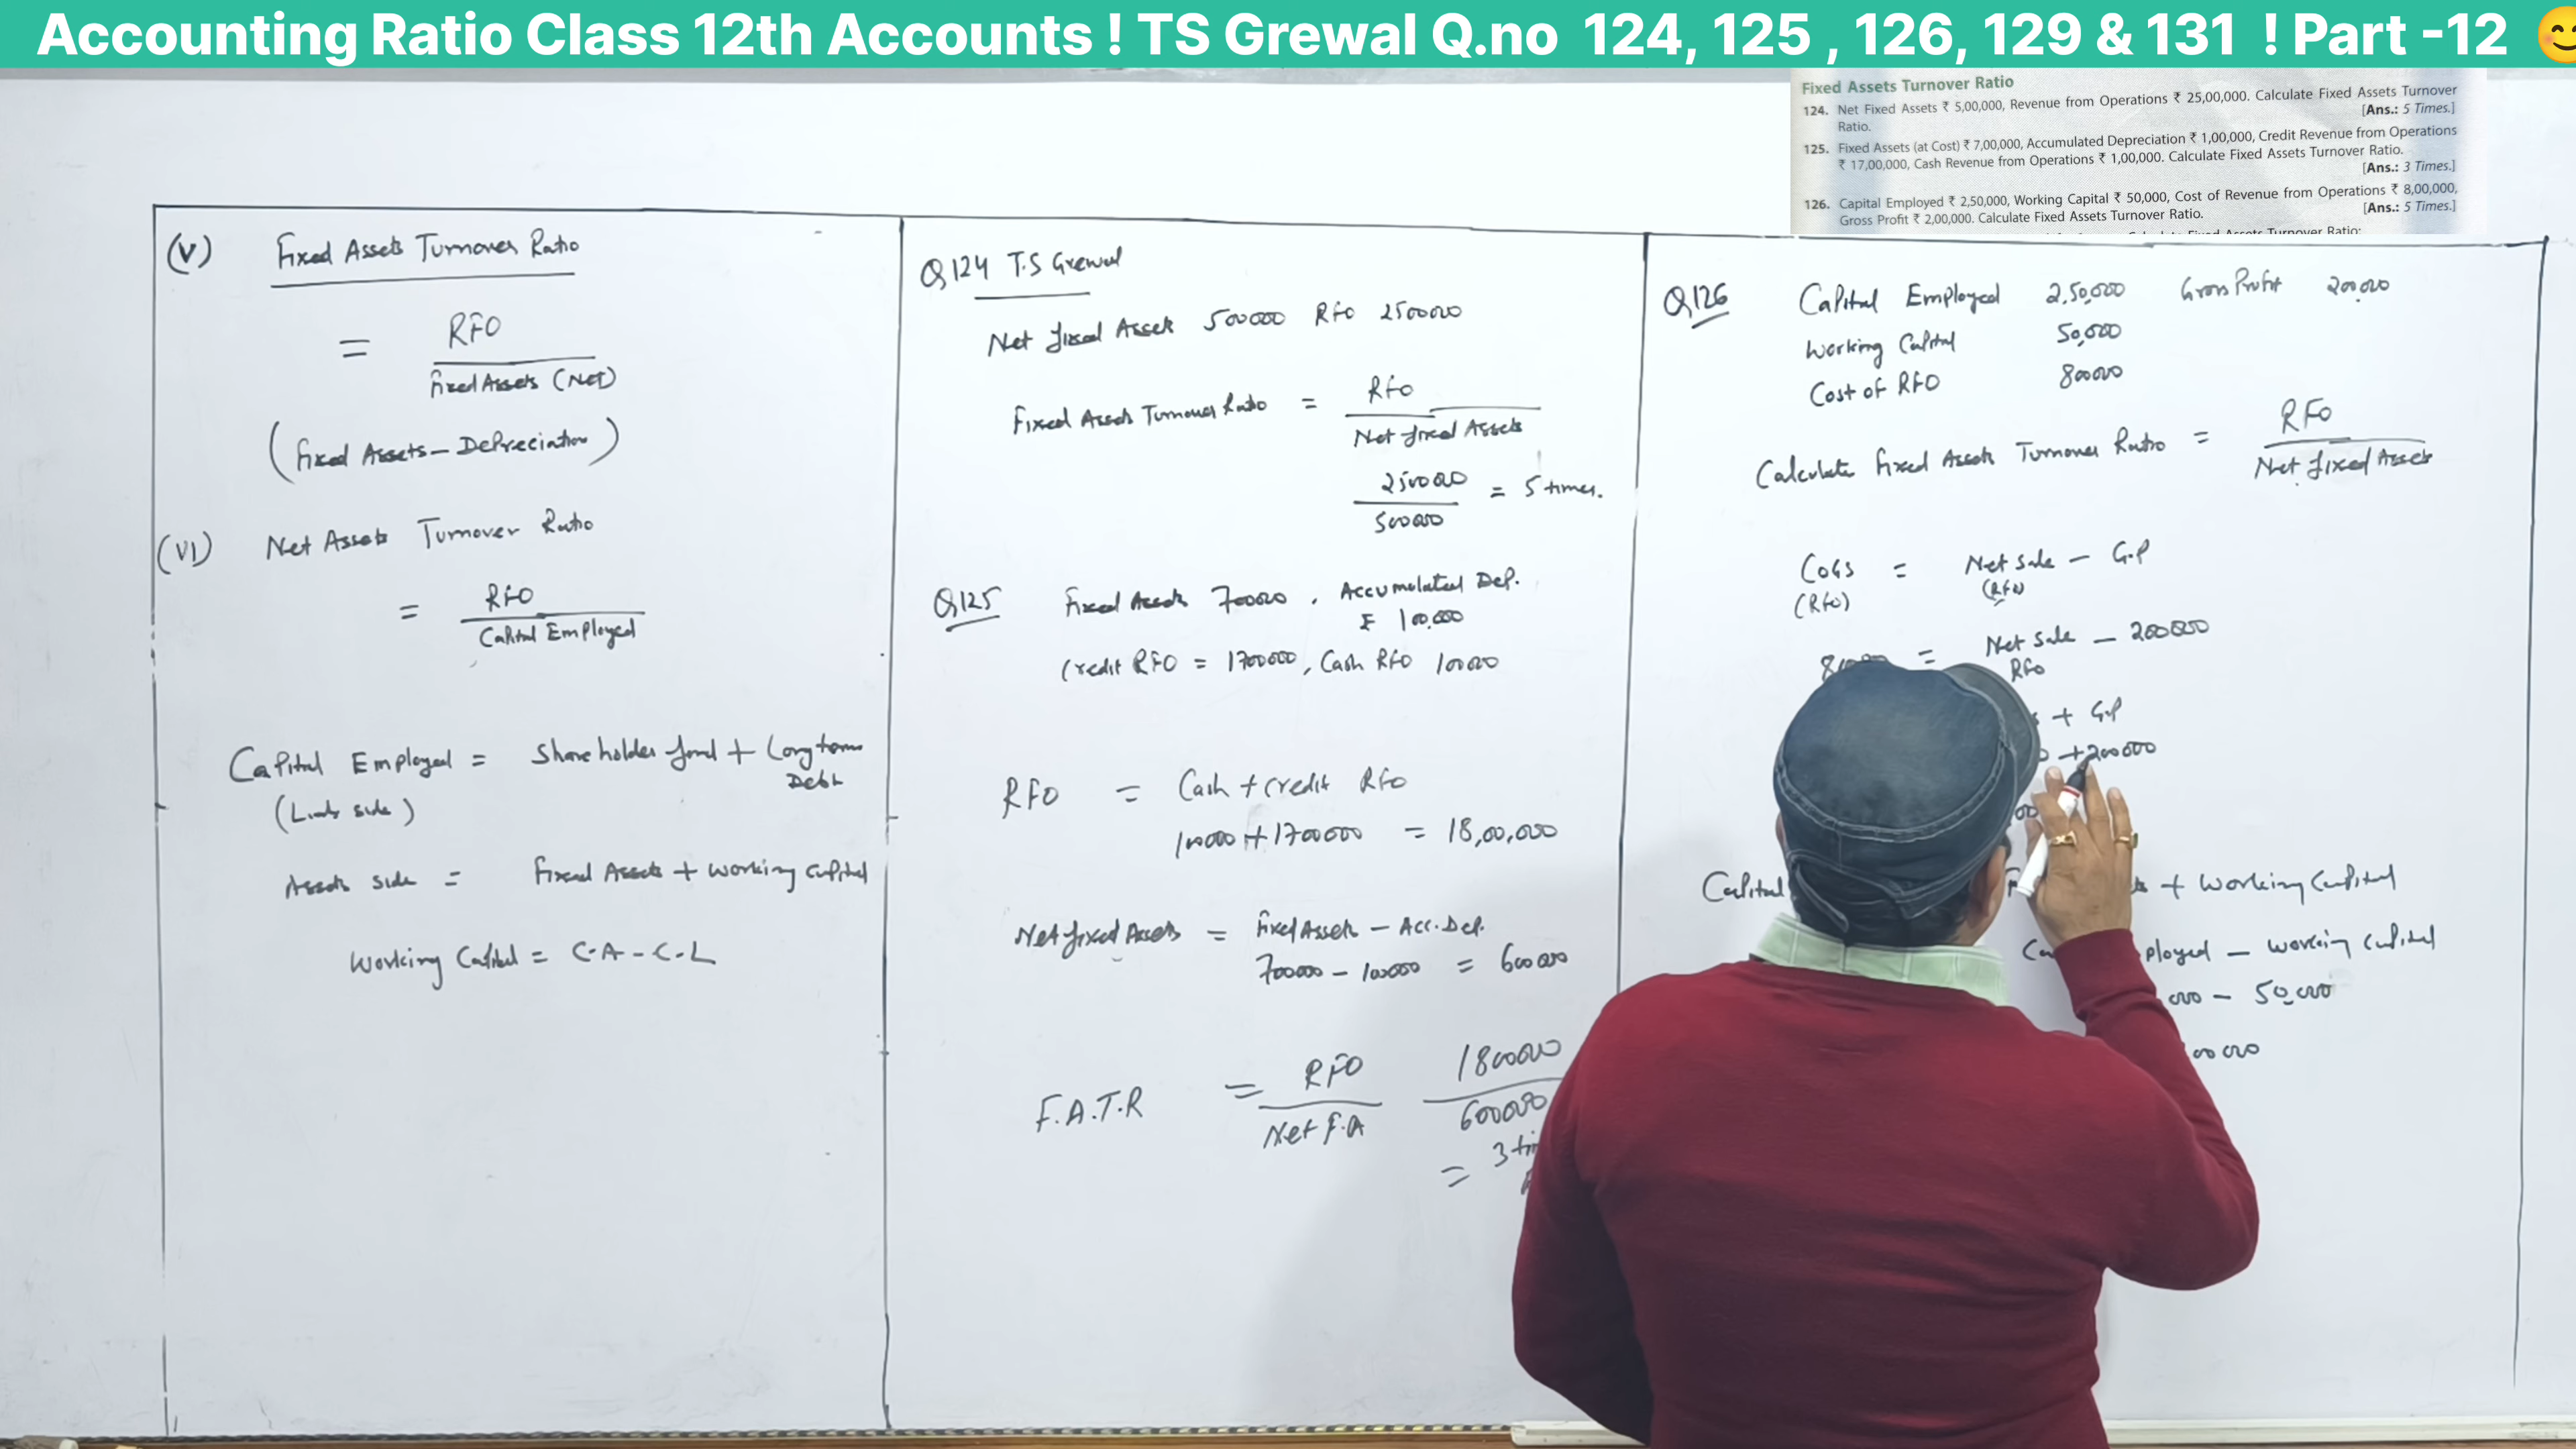 Accounting Ratio Class 12th Accounts ! TS Grewal Q.no 124, 125 , 126, 129 & 131 ! Part -12 😊
Fixed Assets Turnover Ratio
124. Net Fixed Assets ₹ 5,00,000, Revenue from Operations ₹ 25,00,000. Calculate Fixed Assets Turnover
Ratio. [Ans.: 5 Times.]
125. Fixed Assets (at Cost) ₹ 7,00,000, Accumulated Depreciation ₹ 1,00,000, Credit Revenue from Operations
₹ 17,00,000, Cash Revenue from Operations ₹ 1,00,000. Calculate Fixed Assets Turnover Ratio.
[Ans.: 3 Times.]
126. Capital Employed ₹ 2,50,000, Working Capital ₹ 50,000, Cost of Revenue from Operations ₹ 8,00,000,
Gross Profit ₹ 2,00,000. Calculate Fixed Assets Turnover Ratio. [Ans.: 5 Times.]
Assets Turnover Ratio:
(V) Fixed Assets Turnover Ratio
= RFO
Fixed Assets (Net)
(Fixed Assets - Depreciation)
(VI) Net Assets Turnover Ratio
= RFO
Capital Employed
Capital Employed = Shareholder fund + Long term
Debt
(Liab side)
Assets side = Fixed Assets + working capital
Working Capital = C.A - C.L
Q124 T.S Grewal
Net fixed Asset 500000 RFO 2500000
Fixed Assets Turnover Ratio = RFO
Net fixed Assets
2500000 = 5 times.
500000
Q125 Fixed Assets 700000, Accumulated Dep.
₹ 1,00,000
Credit RFO = 1700000, Cash RFO 100000
RFO = Cash + credit RFO
100000 + 1700000 = 18,00,000
Net fixed Assets = Fixed Assets - Acc. Dep.
700000 - 100000 = 600000
F.A.T.R = RFO 1800000
Net F.A 600000
= 3
Q126 Capital Employed 2,50,000 Gross Profit 200,000
Working Capital 50,000
Cost of RFO 800000
Calculate Fixed Assets Turnover Ratio = RFO
Net fixed Assets
COGS = Net sale - G.P
(RFO) (RFO)
= Net sale - 200000
RFO
+ G.P
+ 200000
Capital + Working Capital
ployed - working capital
- 50,000